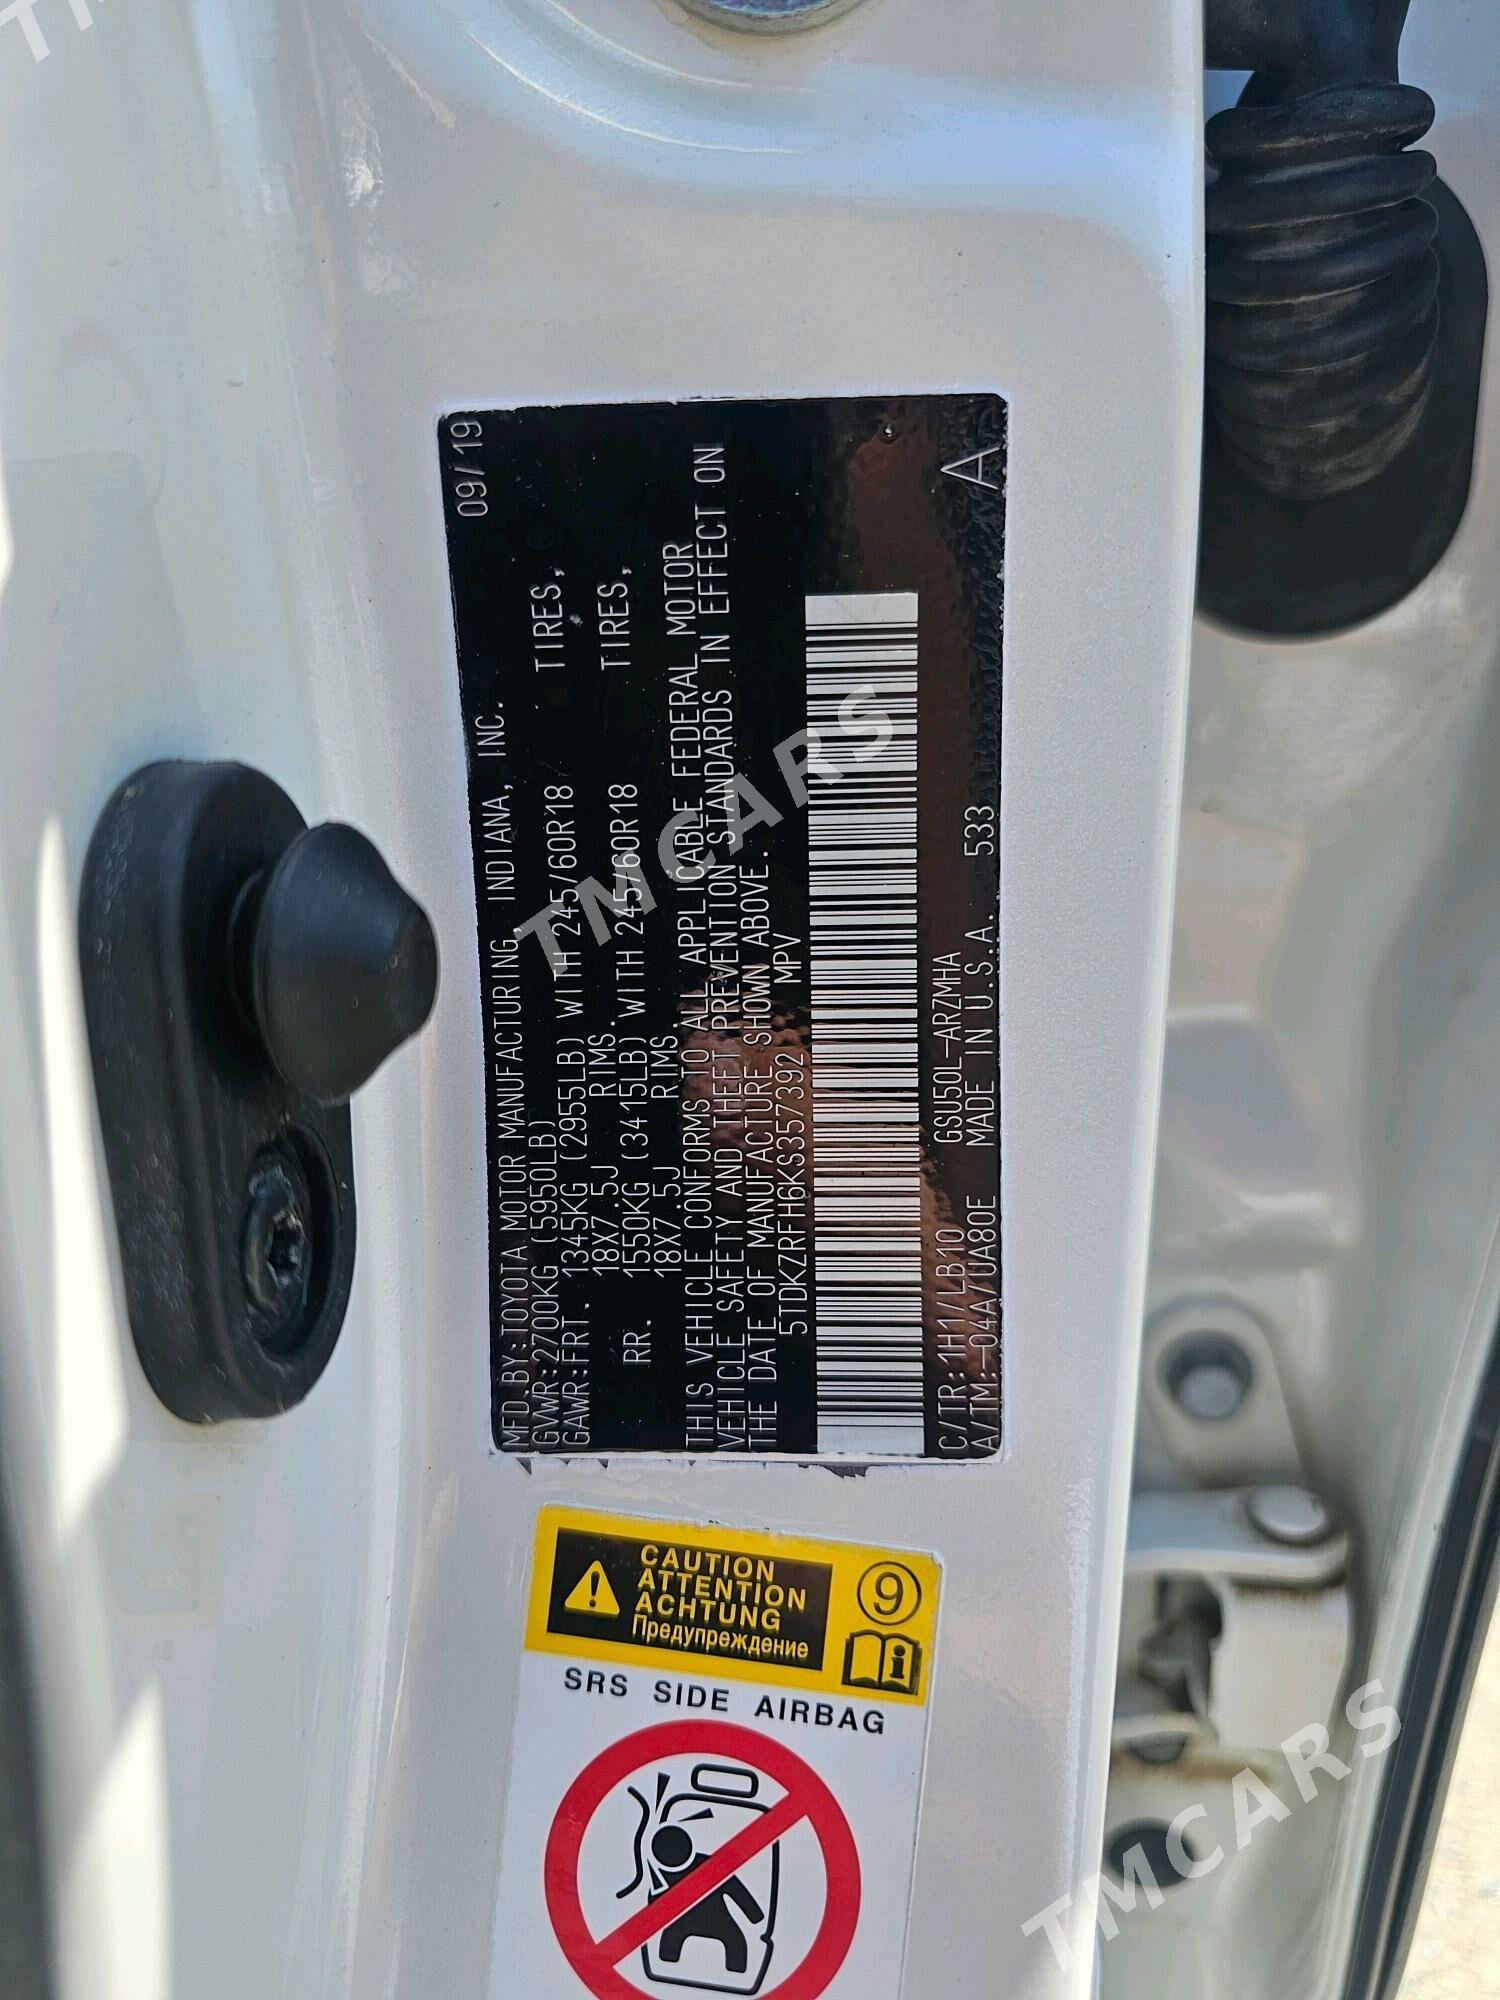 09/19
MFD.BY:TOYOTA MOTOR MANUFACTURING, INDIANA, INC.
GVWR:2700KG (5950LB)
GAWR:FRT. 1345KG (2955LB) WITH 245/60R18 TIRES,
18X7.5J RIMS.
RR. 1550KG (3415LB) WITH 245/60R18 TIRES,
18X7.5J RIMS.
THIS VEHICLE CONFORMS TO ALL APPLICABLE FEDERAL MOTOR
VEHICLE SAFETY AND THEFT PREVENTION STANDARDS IN EFFECT ON
THE DATE OF MANUFACTURE SHOWN ABOVE.
5TDKZRFH6KS357392 MPV
C/TR:1H1/LB10 GSU50L-ARZMHA
A/TM:-04A/UA80E MADE IN U.S.A. 533 A
CAUTION
ATTENTION
ACHTUNG
Предупреждение
9
i
SRS SIDE AIRBAG
TMCARS
TMCARS